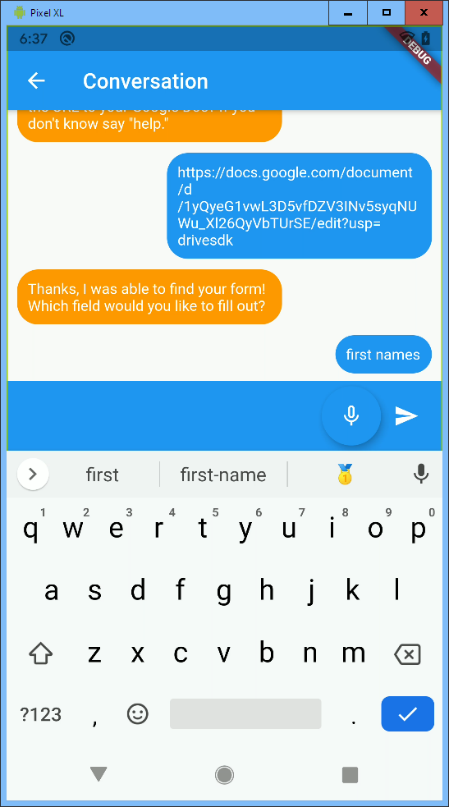 Pixel XL
6:37
DEBUG
Conversation
the URL to your Google Doc. If you
don't know say "help."
https://docs.google.com/document
/d
/1yQyeG1vwL3D5vfDZV3INv5syqNU
Wu_Xl26QyVbTUrSE/edit?usp=
drivesdk
Thanks, I was able to find your form!
Which field would you like to fill out?
first names
first first-name
1 2 3 4 5 6 7 8 9 0
q w e r t y u i o p
a s d f g h j k l
z x c v b n m
?123 , .